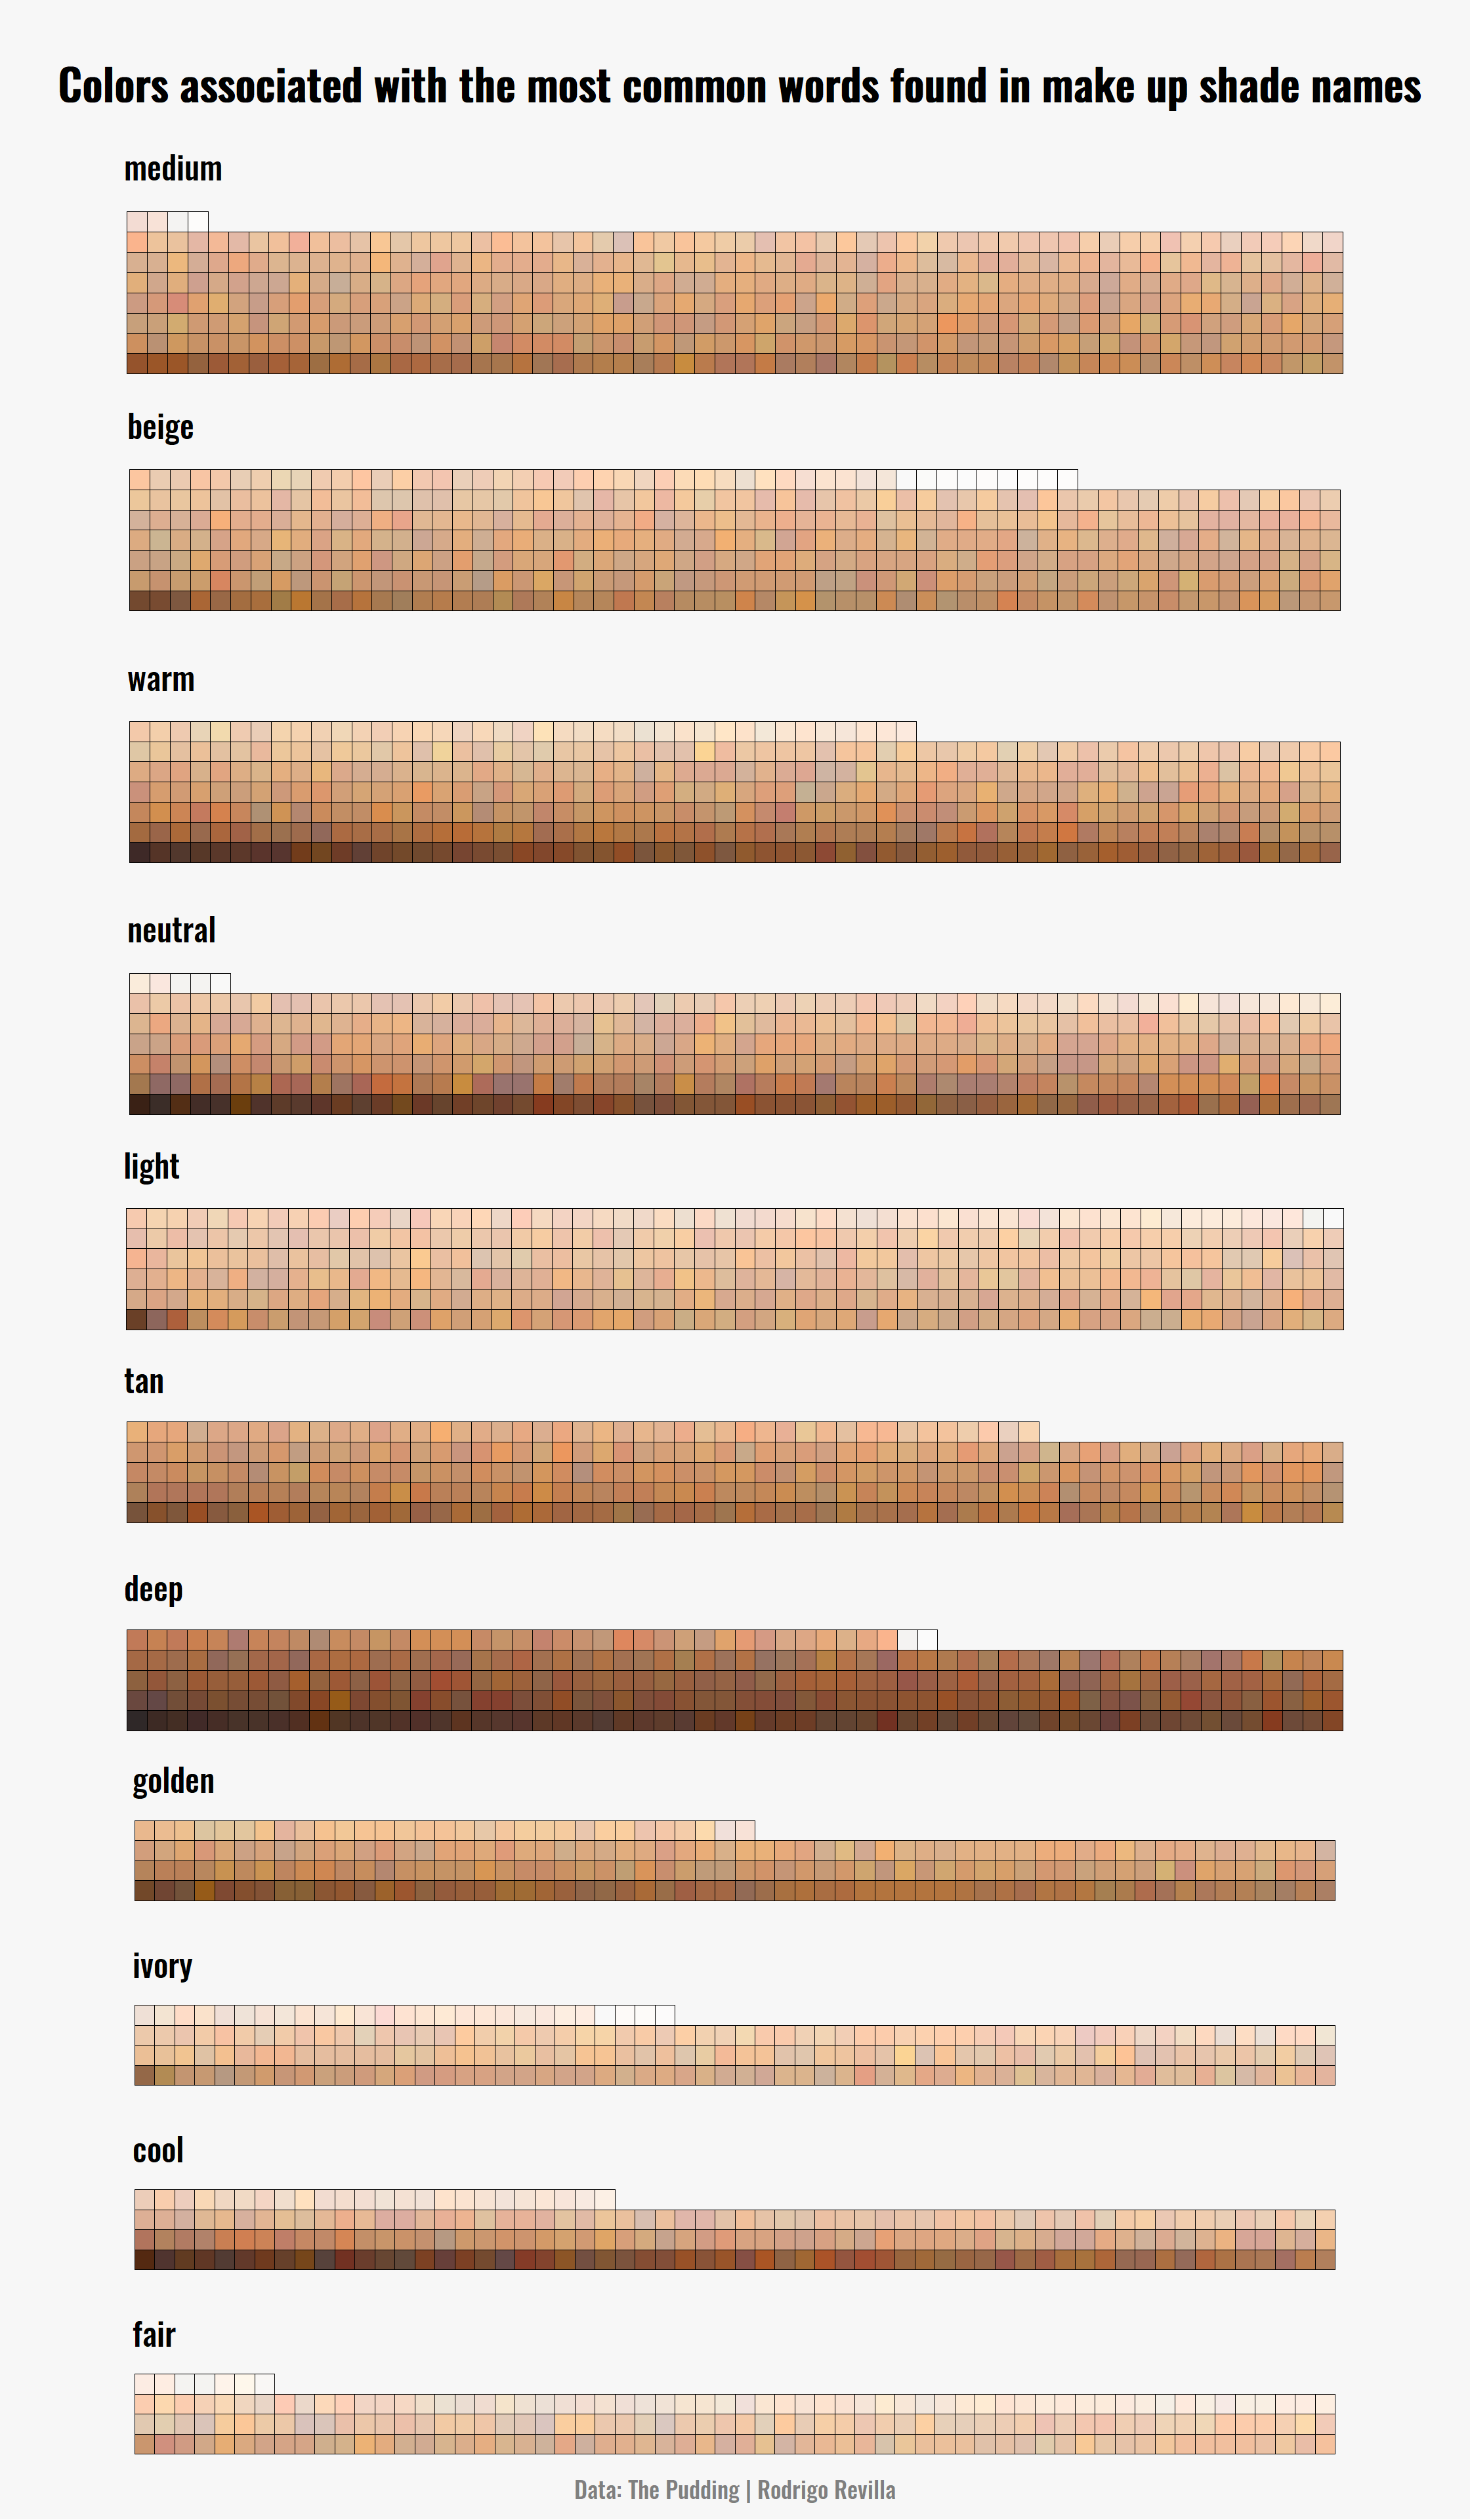 Colors associated with the most common words found in make up shade names
medium
beige
warm
neutral
light
tan
deep
golden
ivory
cool
fair
Data: The Pudding | Rodrigo Revilla